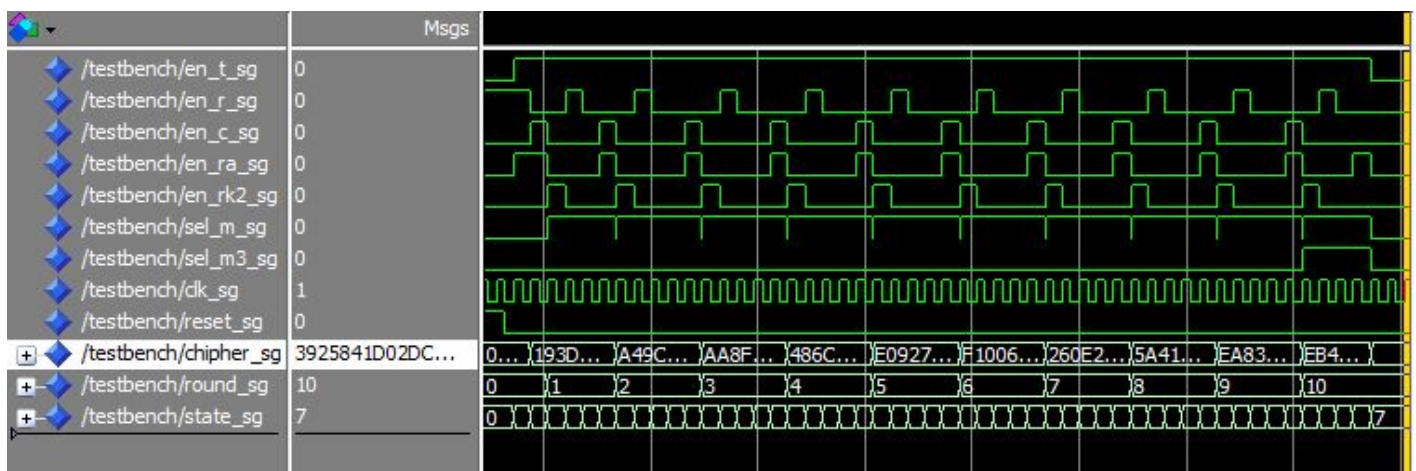 Msgs
/testbench/en_t_sg 0
/testbench/en_r_sg 0
/testbench/en_c_sg 0
/testbench/en_ra_sg 0
/testbench/en_rk2_sg 0
/testbench/sel_m_sg 0
/testbench/sel_m3_sg 0
/testbench/clk_sg 1
/testbench/reset_sg 0
/testbench/chipher_sg 3925841D02DC... 0... 193D... A49C... AA8F... 486C... E0927... F1006... 260E2... 5A41... EA83... EB4...
/testbench/round_sg 10 0 1 2 3 4 5 6 7 8 9 10
/testbench/state_sg 7 0 7